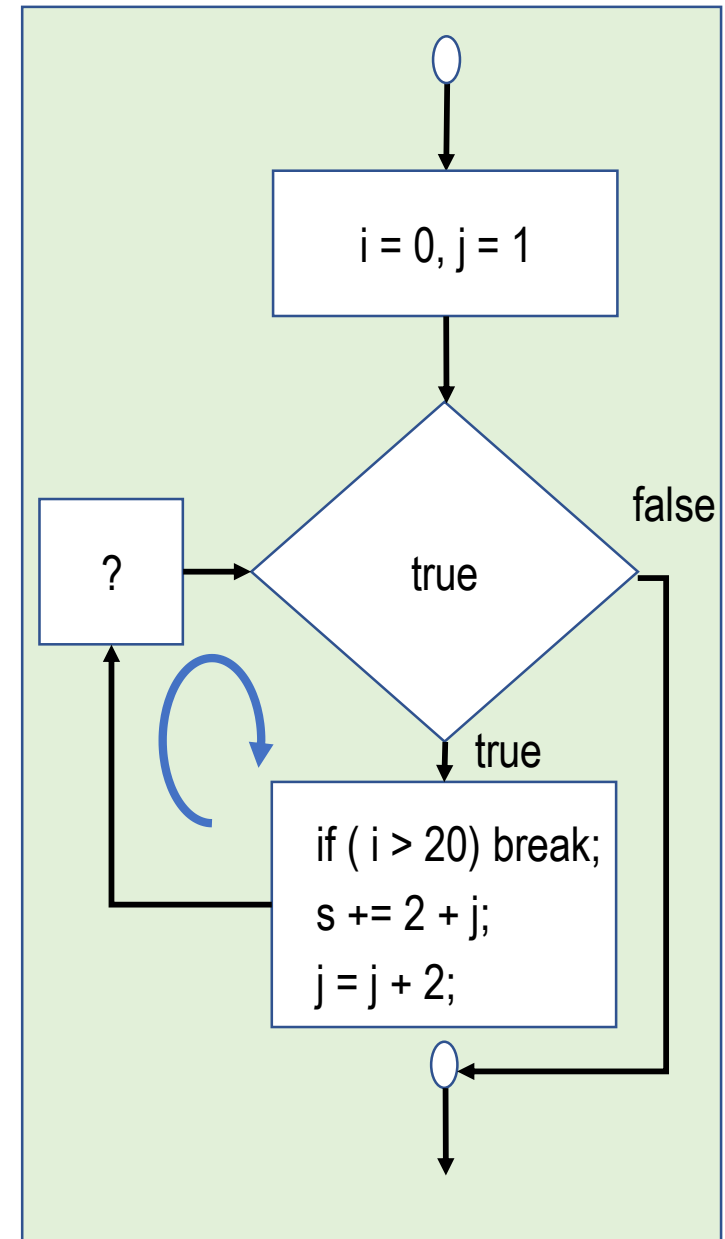 i = 0, j = 1
false
?
true
true
if ( i > 20) break;
s += 2 + j;
j = j + 2;